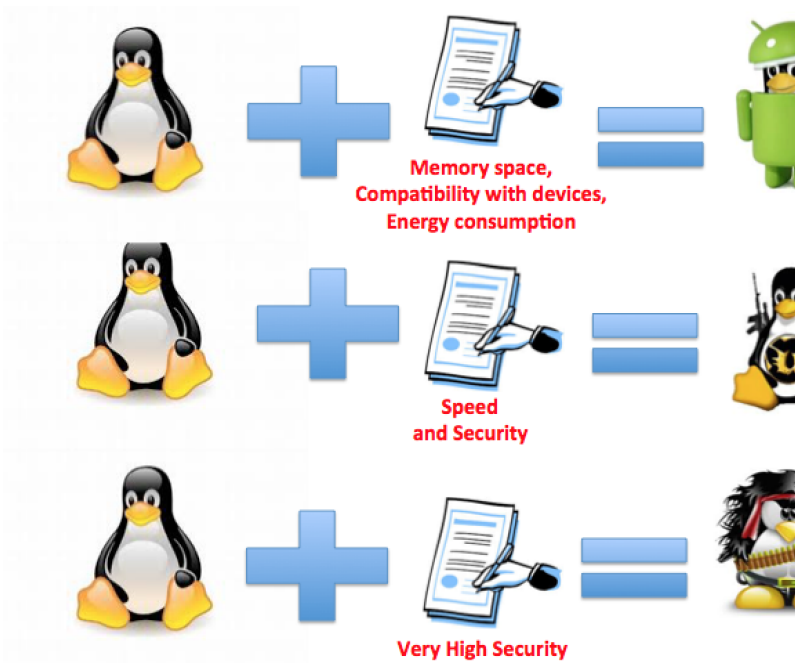 Memory space,
Compatibility with devices,
Energy consumption
Speed
and Security
Very High Security